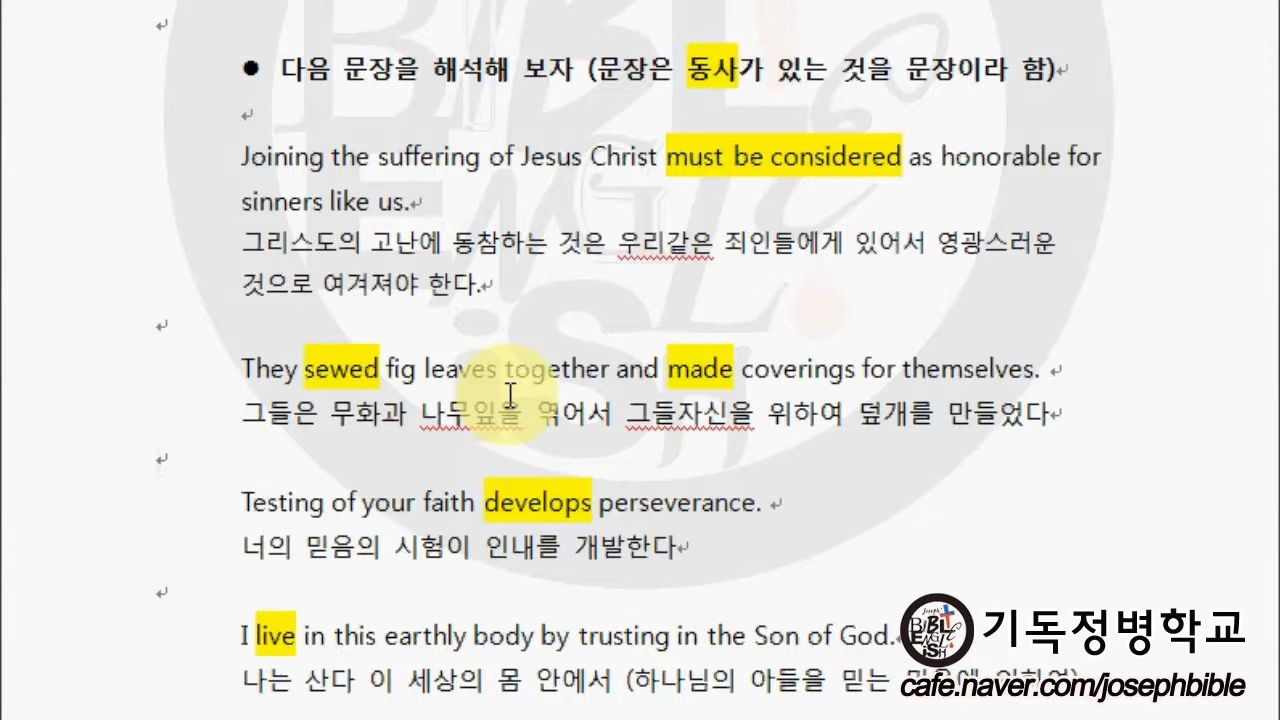 ● 다음 문장을 해석해 보자 (문장은 동사가 있는 것을 문장이라 함)
Joining the suffering of Jesus Christ must be considered as honorable for
sinners like us.
그리스도의 고난에 동참하는 것은 우리같은 죄인들에게 있어서 영광스러운
것으로 여겨져야 한다.
They sewed fig leaves together and made coverings for themselves.
그들은 무화과 나무잎을 엮어서 그들자신을 위하여 덮개를 만들었다
Testing of your faith develops perseverance.
너의 믿음의 시험이 인내를 개발한다
I live in this earthly body by trusting in the Son of God.
나는 산다 이 세상의 몸 안에서 (하나님의 아들을 믿는
기독정병학교
cafe.naver.com/josephbible